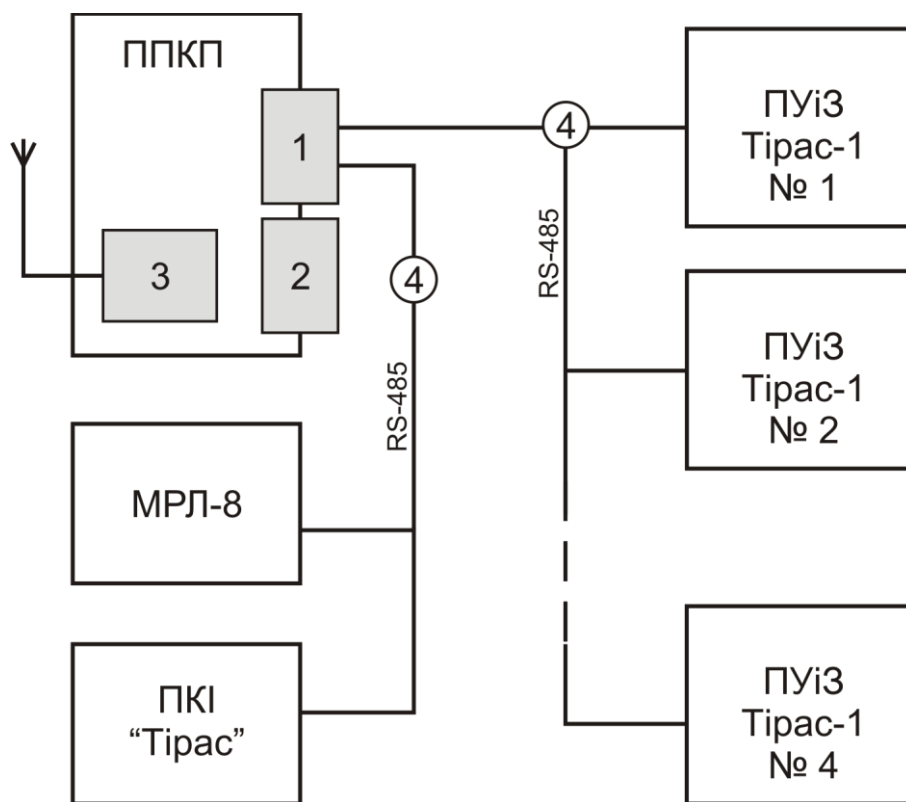 ППКП
1
2
3
4
4
RS-485
RS-485
ПУіЗ
Тірас-1
№ 1
ПУіЗ
Тірас-1
№ 2
МРЛ-8
ПКІ
“Тірас”
ПУіЗ
Тірас-1
№ 4